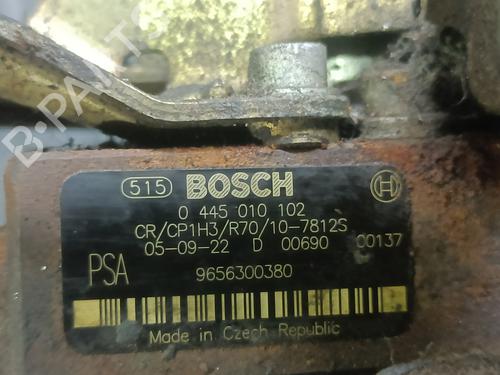 B-PARTS
515 BOSCH
0 445 010 102
CR/CP1H3/R70/10-7812S
05-09-22 D 00690 00137
PSA 9656300380
Made in Czech Republic